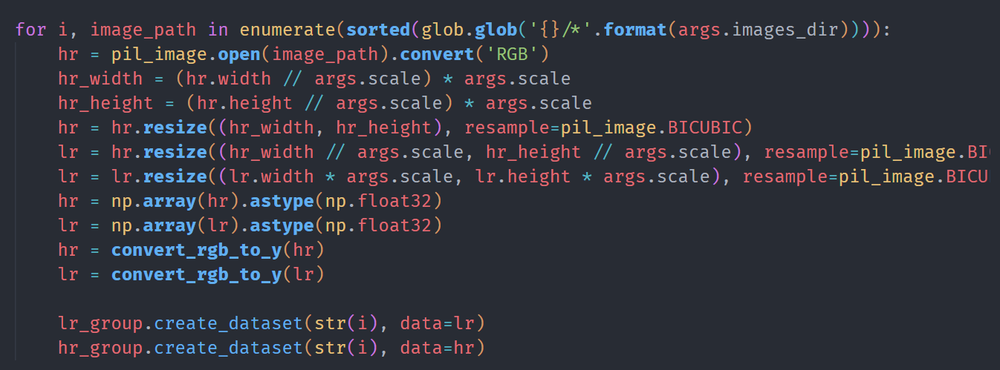 for i, image_path in enumerate(sorted(glob.glob('{}/*'.format(args.images_dir)))):
    hr = pil_image.open(image_path).convert('RGB')
    hr_width = (hr.width // args.scale) * args.scale
    hr_height = (hr.height // args.scale) * args.scale
    hr = hr.resize((hr_width, hr_height), resample=pil_image.BICUBIC)
    lr = hr.resize((hr_width // args.scale, hr_height // args.scale), resample=pil_image.BI
    lr = lr.resize((lr.width * args.scale, lr.height * args.scale), resample=pil_image.BICU
    hr = np.array(hr).astype(np.float32)
    lr = np.array(lr).astype(np.float32)
    hr = convert_rgb_to_y(hr)
    lr = convert_rgb_to_y(lr)

    lr_group.create_dataset(str(i), data=lr)
    hr_group.create_dataset(str(i), data=hr)